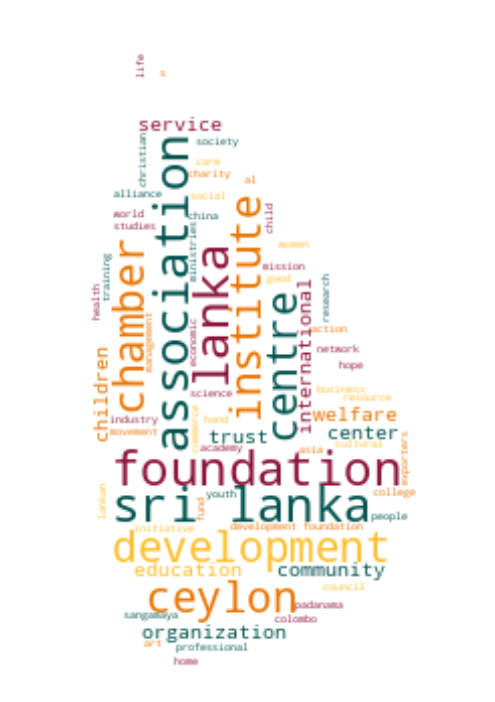 life
s
service
christian
society
association
care
charity
al
alliance
social
institute
child
world
china
studies
ministries
chamber
lanka
women
training
mission
good
health
centre
international
research
management
economic
action
children
network
hope
science
business
resource
commerce
welfare
industry
hand
movement
trust
center
exporters
academy
asia
cultural
foundation
lankan
sri lanka
youth
college
fund
people
initiative
development foundation
development
education
community
council
ceylon
padanama
sangamaya
colombo
organization
art
professional
home